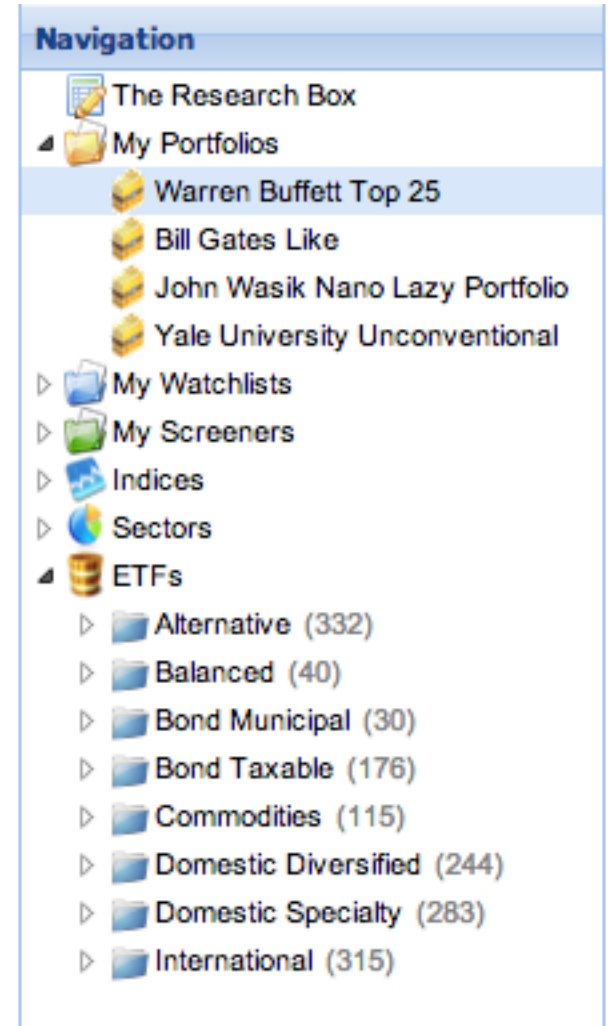 Navigation
The Research Box
My Portfolios
Warren Buffett Top 25
Bill Gates Like
John Wasik Nano Lazy Portfolio
Yale University Unconventional
My Watchlists
My Screeners
Indices
Sectors
ETFs
Alternative (332)
Balanced (40)
Bond Municipal (30)
Bond Taxable (176)
Commodities (115)
Domestic Diversified (244)
Domestic Specialty (283)
International (315)